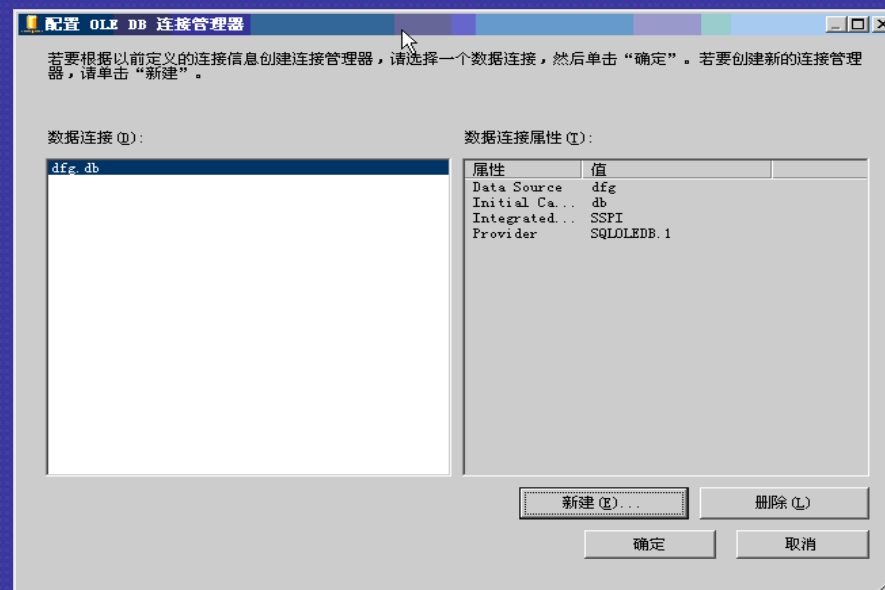 配置 OLE DB 连接管理器
若要根据以前定义的连接信息创建连接管理器，请选择一个数据连接，然后单击“确定”。若要创建新的连接管理
器，请单击“新建”。
数据连接(D):
dfg.db
数据连接属性(T):
属性 值
Data Source dfg
Initial Ca... db
Integrated... SSPI
Provider SQLOLEDB.1
新建(E)... 删除(L)
确定 取消